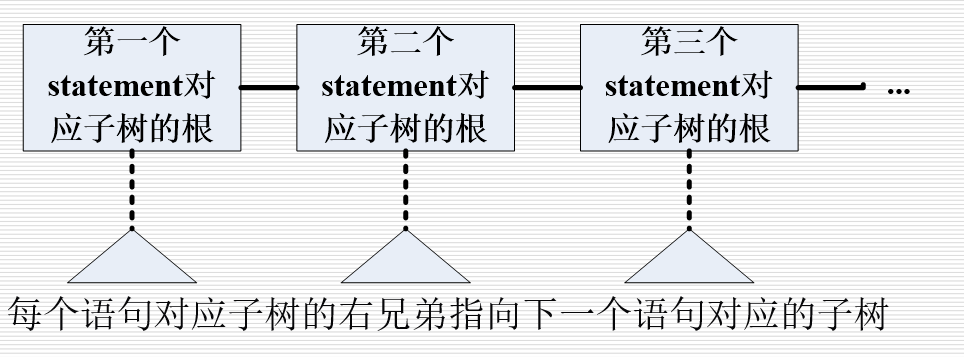 第一个
statement对
应子树的根
第二个
statement对
应子树的根
第三个
statement对
应子树的根
...
每个语句对应子树的右兄弟指向下一个语句对应的子树